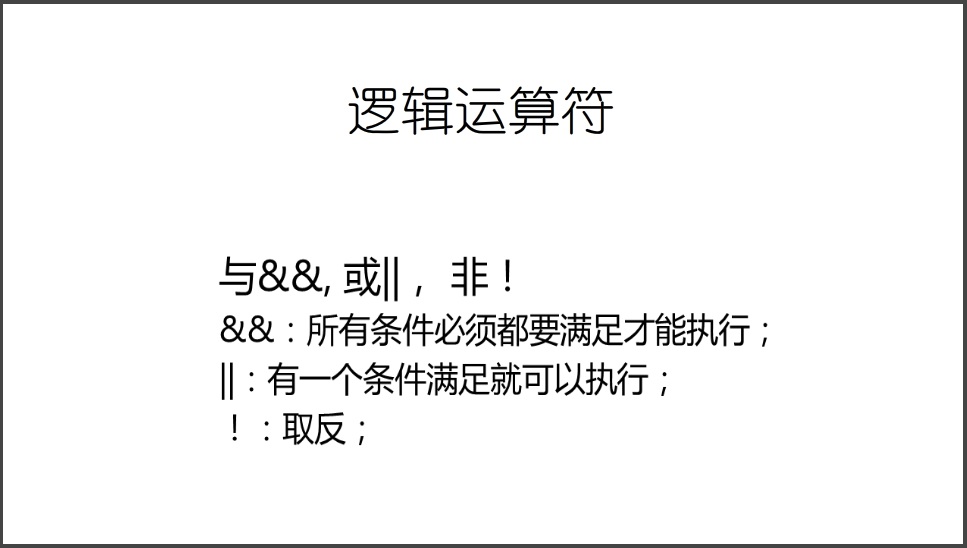 逻辑运算符
与&&, 或||，非！
&&：所有条件必须都要满足才能执行；
||：有一个条件满足就可以执行；
！：取反；